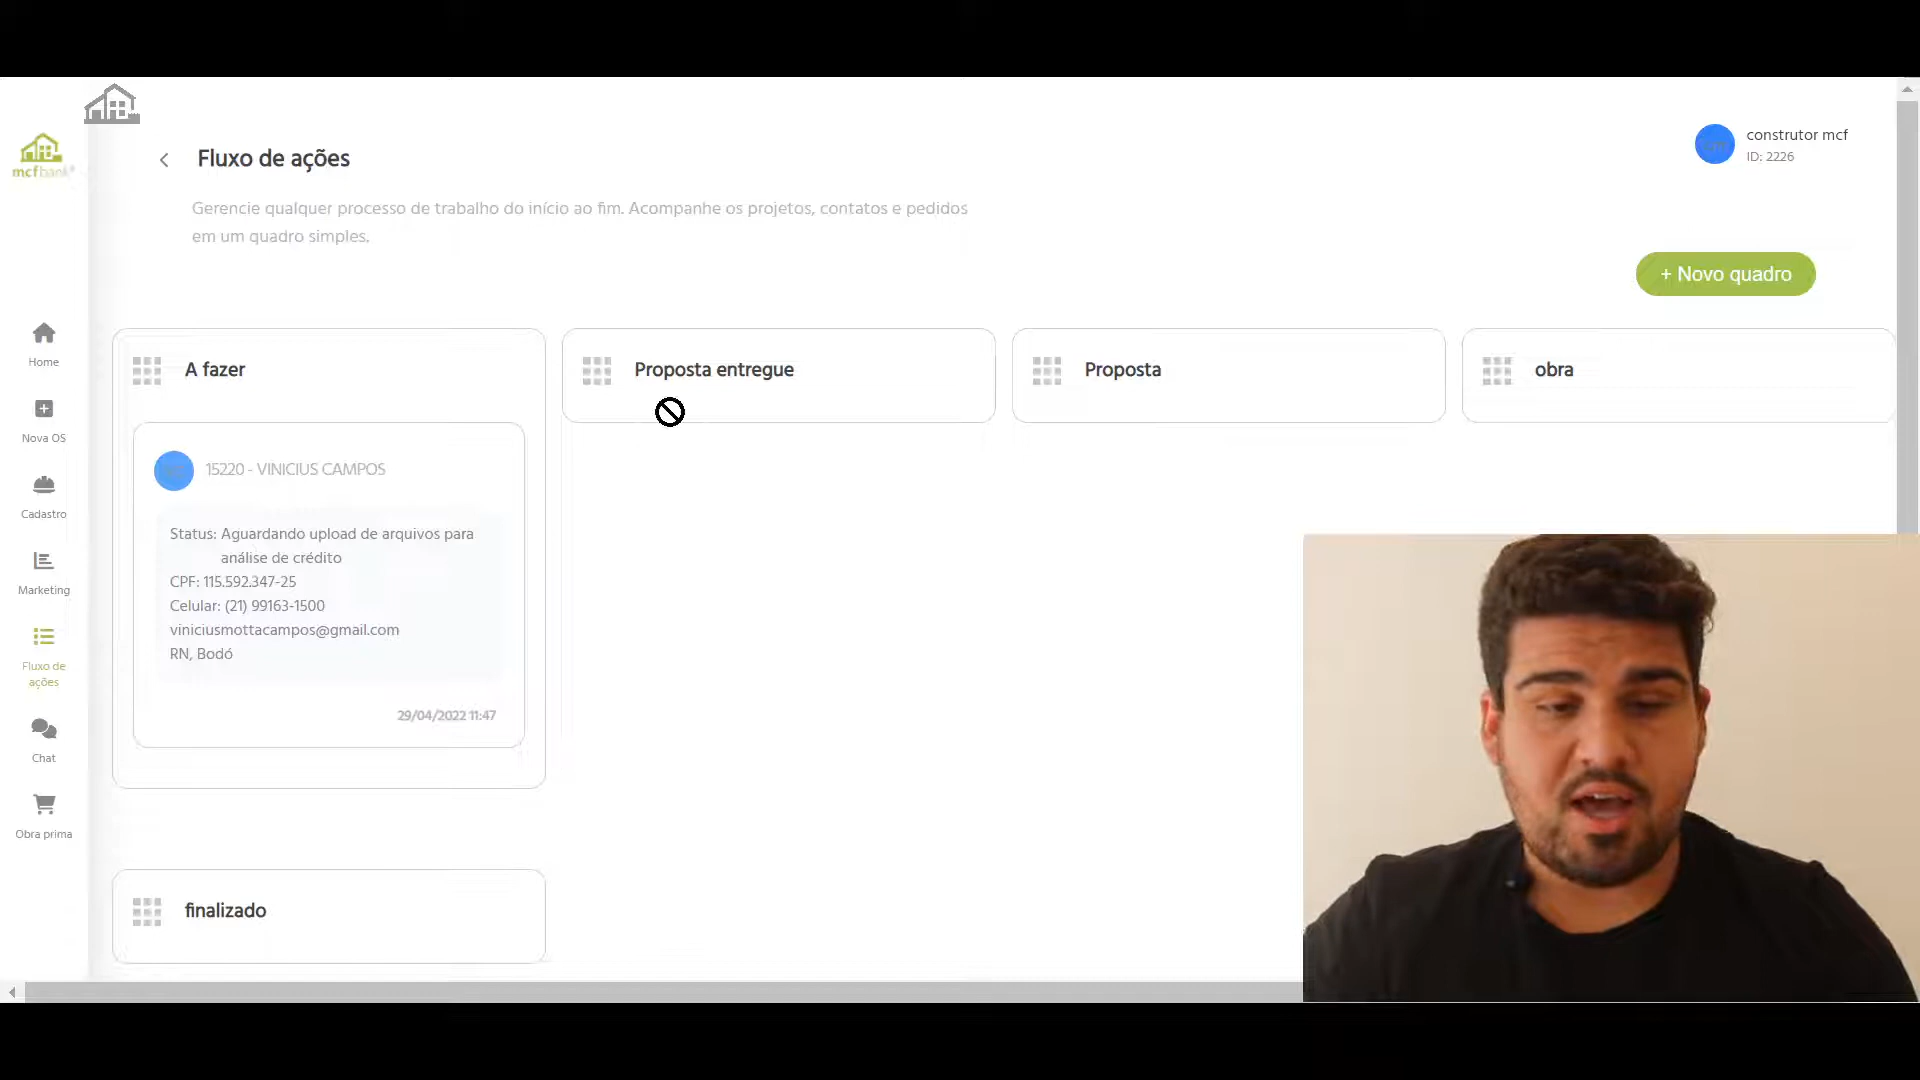 mcfbank
Fluxo de ações
construtor mcf
ID: 2226
Gerencie qualquer processo de trabalho do início ao fim. Acompanhe os projetos, contatos e pedidos
em um quadro simples.
+ Novo quadro
Home
Nova OS
Cadastro
Marketing
Fluxo de
ações
Chat
Obra prima
A fazer
Proposta entregue
Proposta
obra
15220 - VINICIUS CAMPOS
Status: Aguardando upload de arquivos para
análise de crédito
CPF: 115.592.347-25
Celular: (21) 99163-1500
viniciusmottacampos@gmail.com
RN, Bodó
29/04/2022 11:47
finalizado